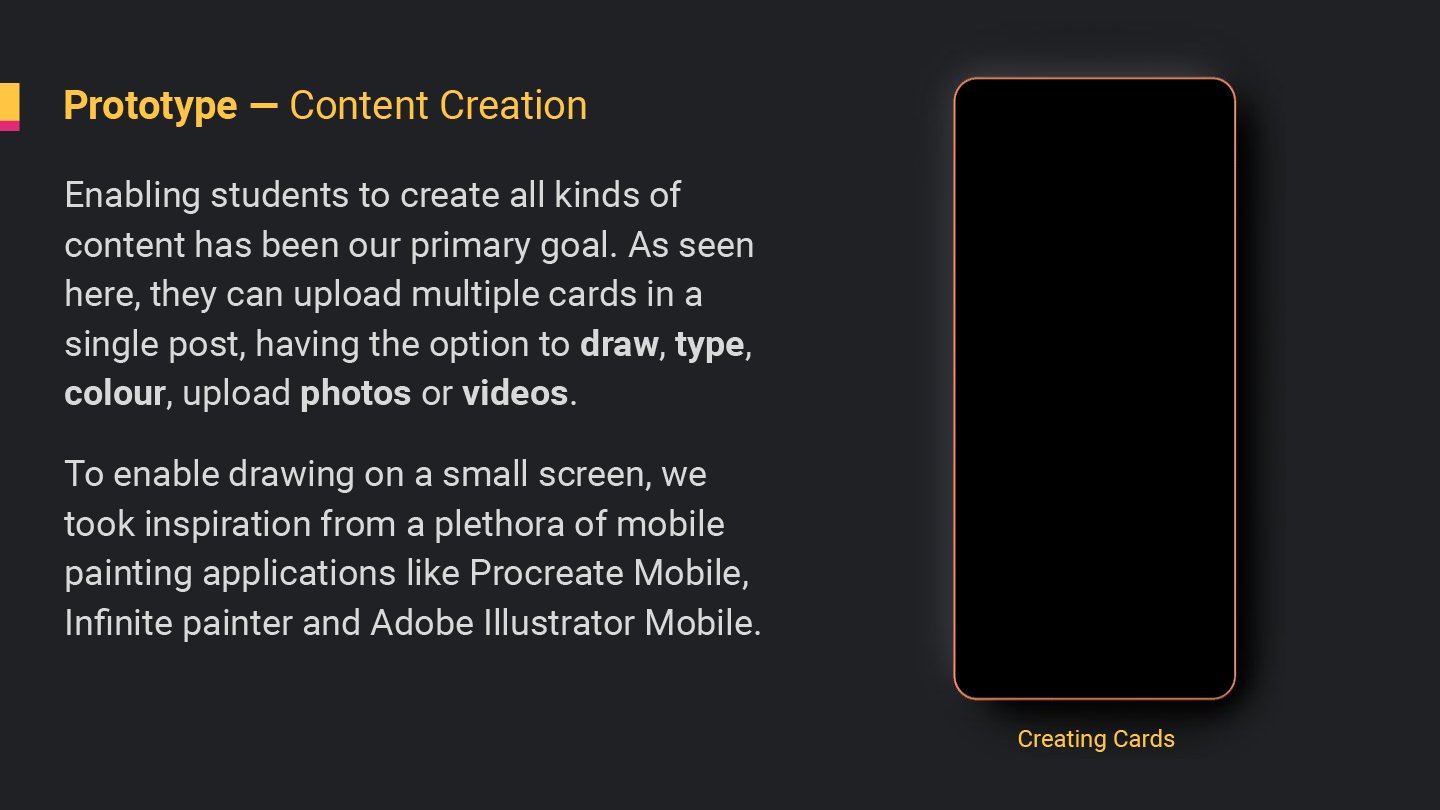 Prototype — Content Creation
Enabling students to create all kinds of
content has been our primary goal. As seen
here, they can upload multiple cards in a
single post, having the option to draw, type,
colour, upload photos or videos.
To enable drawing on a small screen, we
took inspiration from a plethora of mobile
painting applications like Procreate Mobile,
Infinite painter and Adobe Illustrator Mobile.
Creating Cards